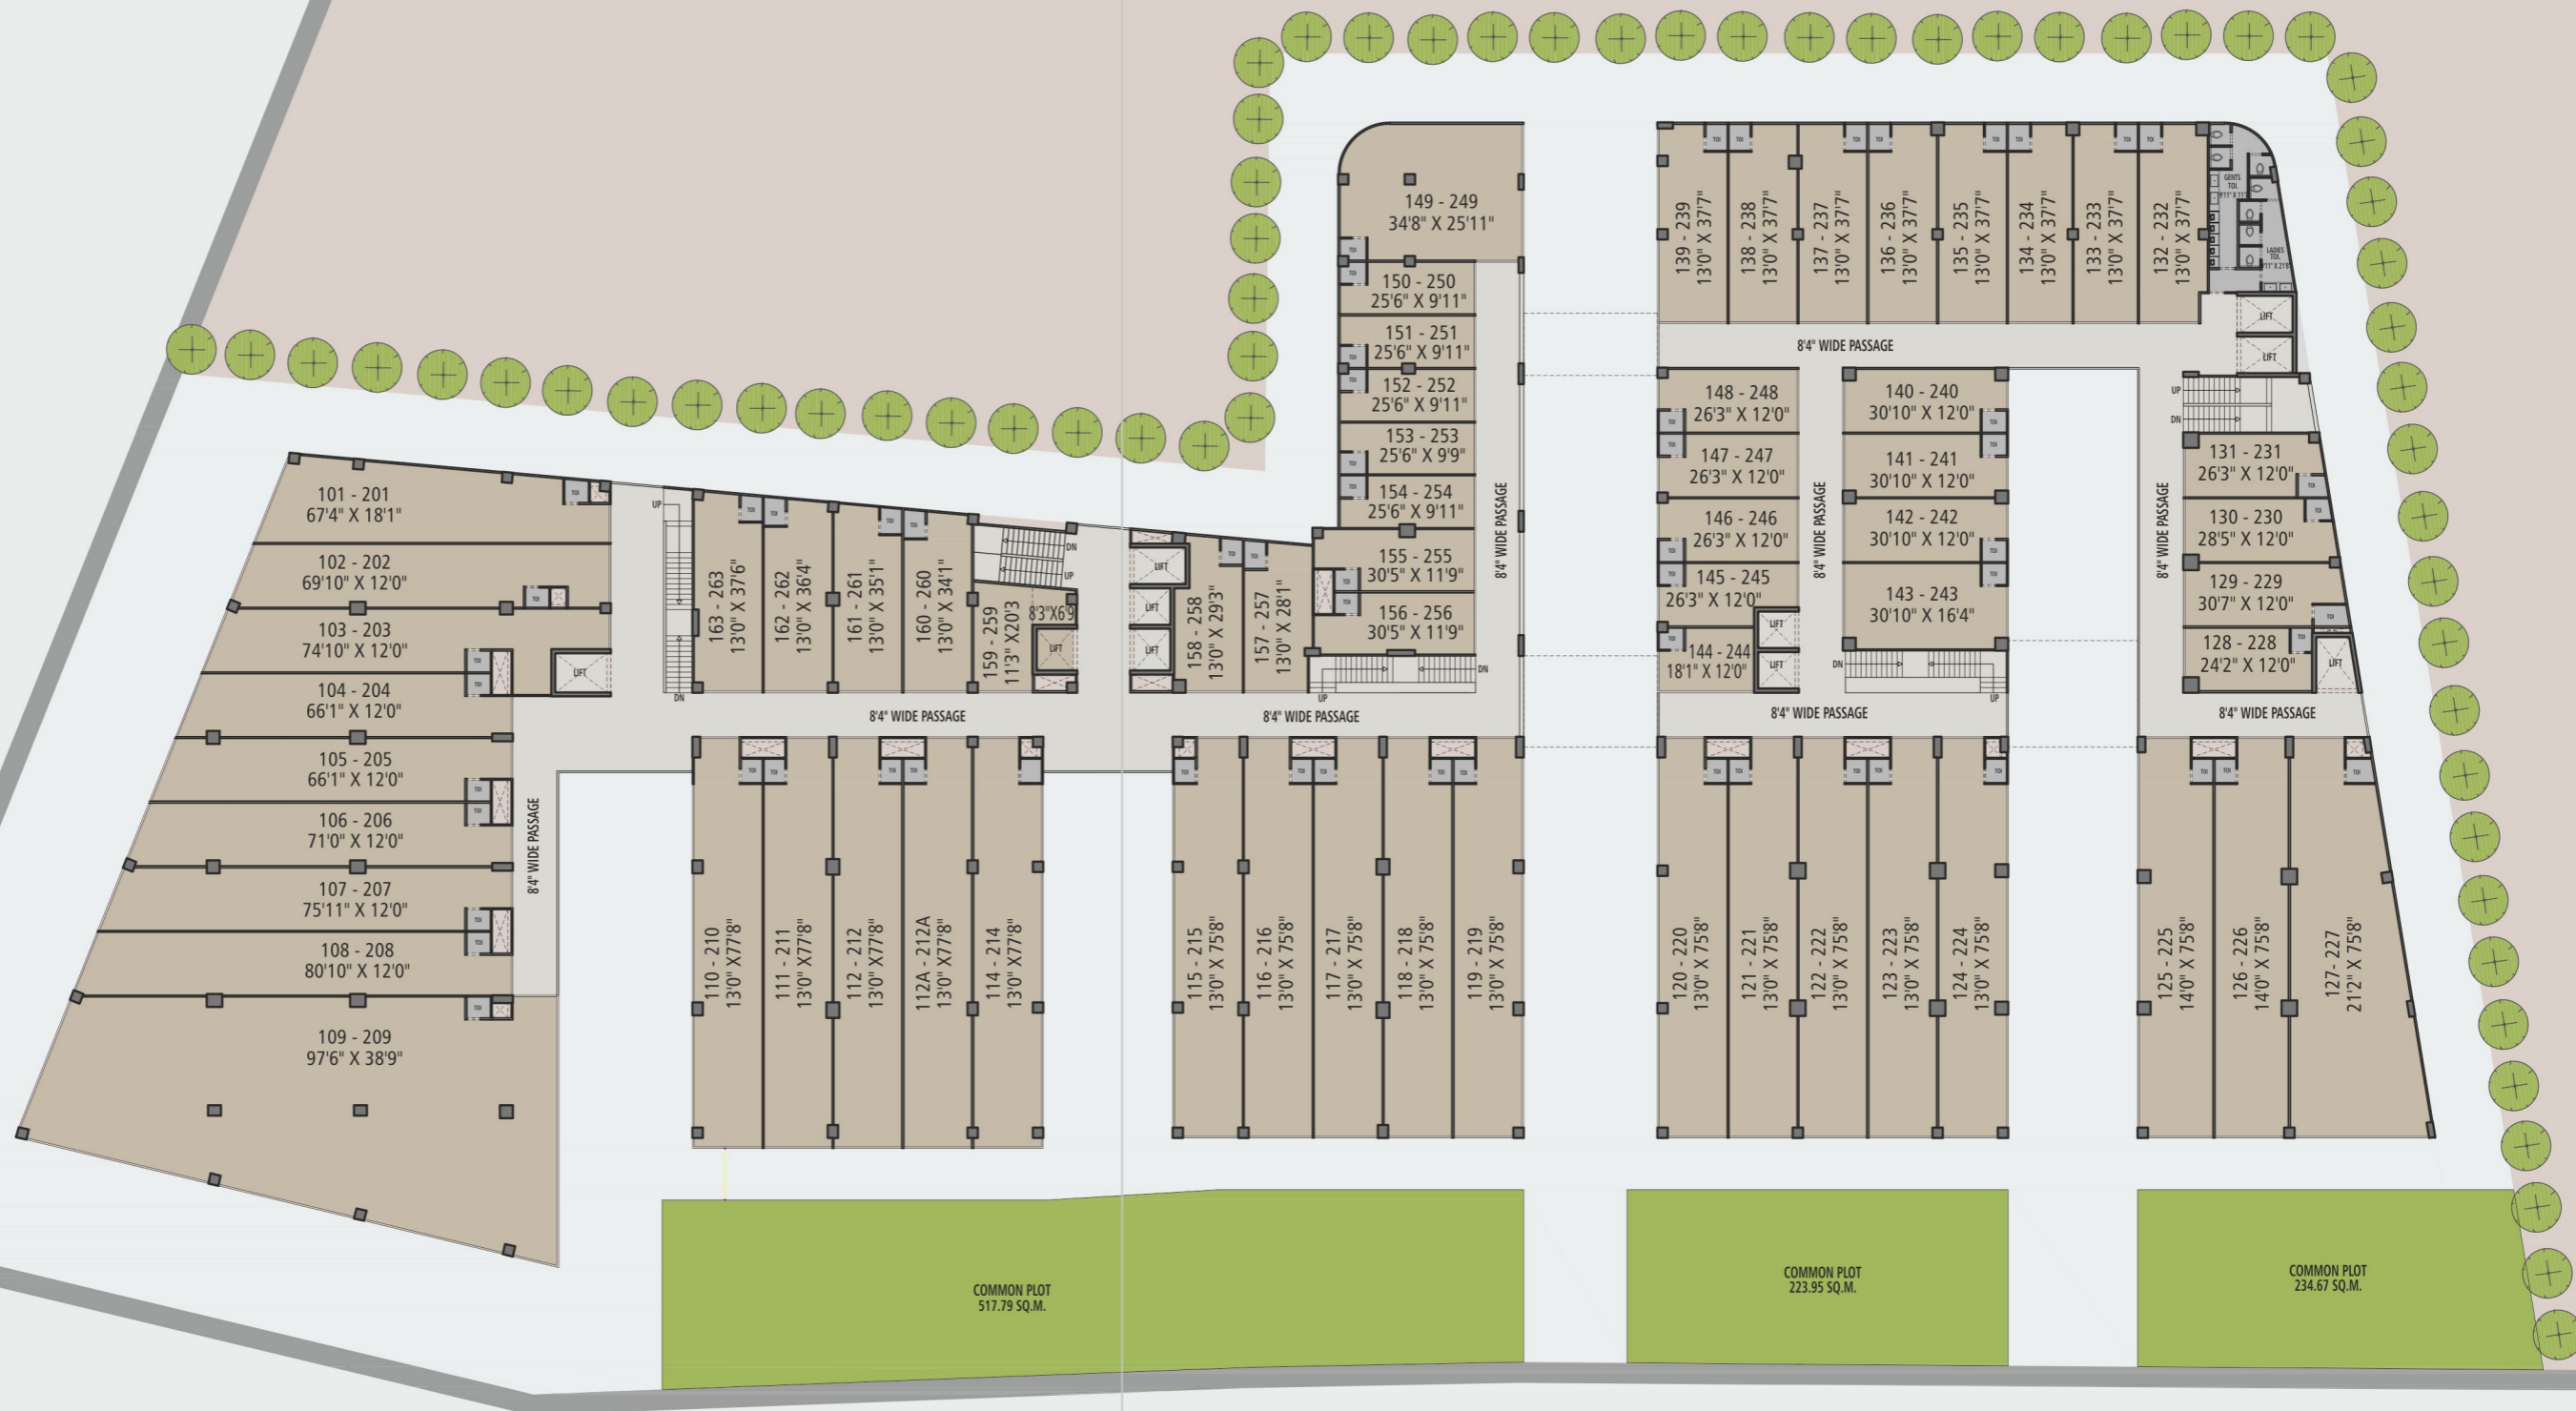 149 - 249
34'8" X 25'11"
150 - 250
25'6" X 9'11"
151 - 251
25'6" X 9'11"
152 - 252
25'6" X 9'11"
153 - 253
25'6" X 9'9"
154 - 254
25'6" X 9'11"
155 - 255
30'5" X 11'9"
156 - 256
30'5" X 11'9"
8'4" WIDE PASSAGE
139 - 239
13'0" X 37'7"
138 - 238
13'0" X 37'7"
137 - 237
13'0" X 37'7"
136 - 236
13'0" X 37'7"
135 - 235
13'0" X 37'7"
134 - 234
13'0" X 37'7"
133 - 233
13'0" X 37'7"
132 - 232
13'0" X 37'7"
GENTS
TOI.
LADIES
TOI.
LIFT
LIFT
8'4" WIDE PASSAGE
UP
DN
148 - 248
26'3" X 12'0"
147 - 247
26'3" X 12'0"
146 - 246
26'3" X 12'0"
145 - 245
26'3" X 12'0"
144 - 244
18'1" X 12'0"
LIFT
LIFT
8'4" WIDE PASSAGE
140 - 240
30'10" X 12'0"
141 - 241
30'10" X 12'0"
142 - 242
30'10" X 12'0"
143 - 243
30'10" X 16'4"
DN
UP
8'4" WIDE PASSAGE
131 - 231
26'3" X 12'0"
130 - 230
28'5" X 12'0"
129 - 229
30'7" X 12'0"
128 - 228
24'2" X 12'0"
LIFT
101 - 201
67'4" X 18'1"
102 - 202
69'10" X 12'0"
103 - 203
74'10" X 12'0"
104 - 204
66'1" X 12'0"
105 - 205
66'1" X 12'0"
106 - 206
71'0" X 12'0"
107 - 207
75'11" X 12'0"
108 - 208
80'10" X 12'0"
109 - 209
97'6" X 38'9"
LIFT
8'4" WIDE PASSAGE
UP
DN
163 - 263
13'0" X 37'6"
162 - 262
13'0" X 36'4"
161 - 261
13'0" X 35'1"
160 - 260
13'0" X 34'1"
159 - 259
11'3" X20'3
8'3"X6'9
DN
UP
LIFT
LIFT
LIFT
LIFT
158 - 258
13'0" X 29'3"
157 - 257
13'0" X 28'1"
UP
DN
8'4" WIDE PASSAGE
8'4" WIDE PASSAGE
8'4" WIDE PASSAGE
8'4" WIDE PASSAGE
110 - 210
13'0" X77'8"
111 - 211
13'0" X77'8"
112 - 212
13'0" X77'8"
112A - 212A
13'0" X77'8"
114 - 214
13'0" X77'8"
115 - 215
13'0" X 75'8"
116 - 216
13'0" X 75'8"
117 - 217
13'0" X 75'8"
118 - 218
13'0" X 75'8"
119 - 219
13'0" X 75'8"
120 - 220
13'0" X 75'8"
121 - 221
13'0" X 75'8"
122 - 222
13'0" X 75'8"
123 - 223
13'0" X 75'8"
124 - 224
13'0" X 75'8"
125 - 225
14'0" X 75'8"
126 - 226
14'0" X 75'8"
127 - 227
21'2" X 75'8"
COMMON PLOT
517.79 SQ.M.
COMMON PLOT
223.95 SQ.M.
COMMON PLOT
234.67 SQ.M.